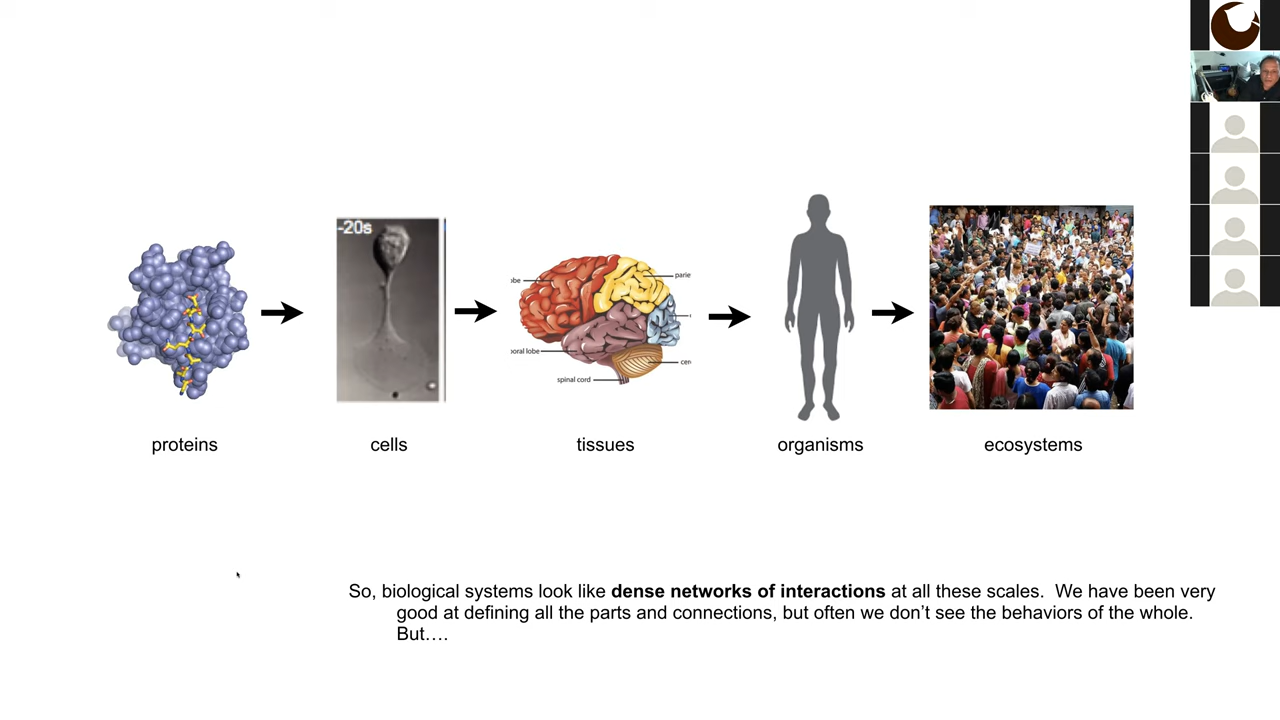 -20s
obe
parie
oral lobe
cer
spinal cord
proteins
cells
tissues
organisms
ecosystems
So, biological systems look like dense networks of interactions at all these scales. We have been very
good at defining all the parts and connections, but often we don’t see the behaviors of the whole.
But….